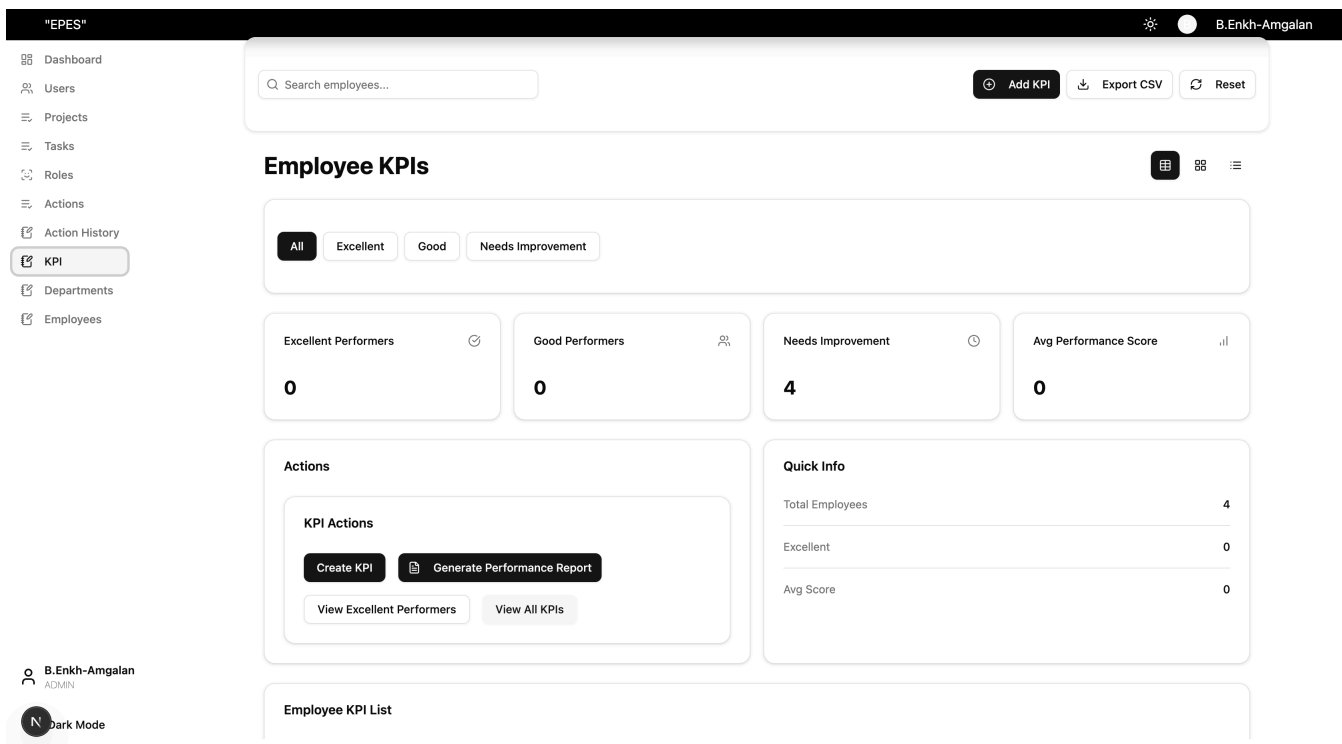 "EPES"
B.Enkh-Amgalan
Dashboard
Users
Projects
Tasks
Roles
Actions
Action History
KPI
Departments
Employees
B.Enkh-Amgalan
ADMIN
N
Dark Mode
Search employees...
Add KPI
Export CSV
Reset
Employee KPIs
All
Excellent
Good
Needs Improvement
Excellent Performers
0
Good Performers
0
Needs Improvement
4
Avg Performance Score
0
Actions
KPI Actions
Create KPI
Generate Performance Report
View Excellent Performers
View All KPIs
Quick Info
Total Employees 4
Excellent 0
Avg Score 0
Employee KPI List